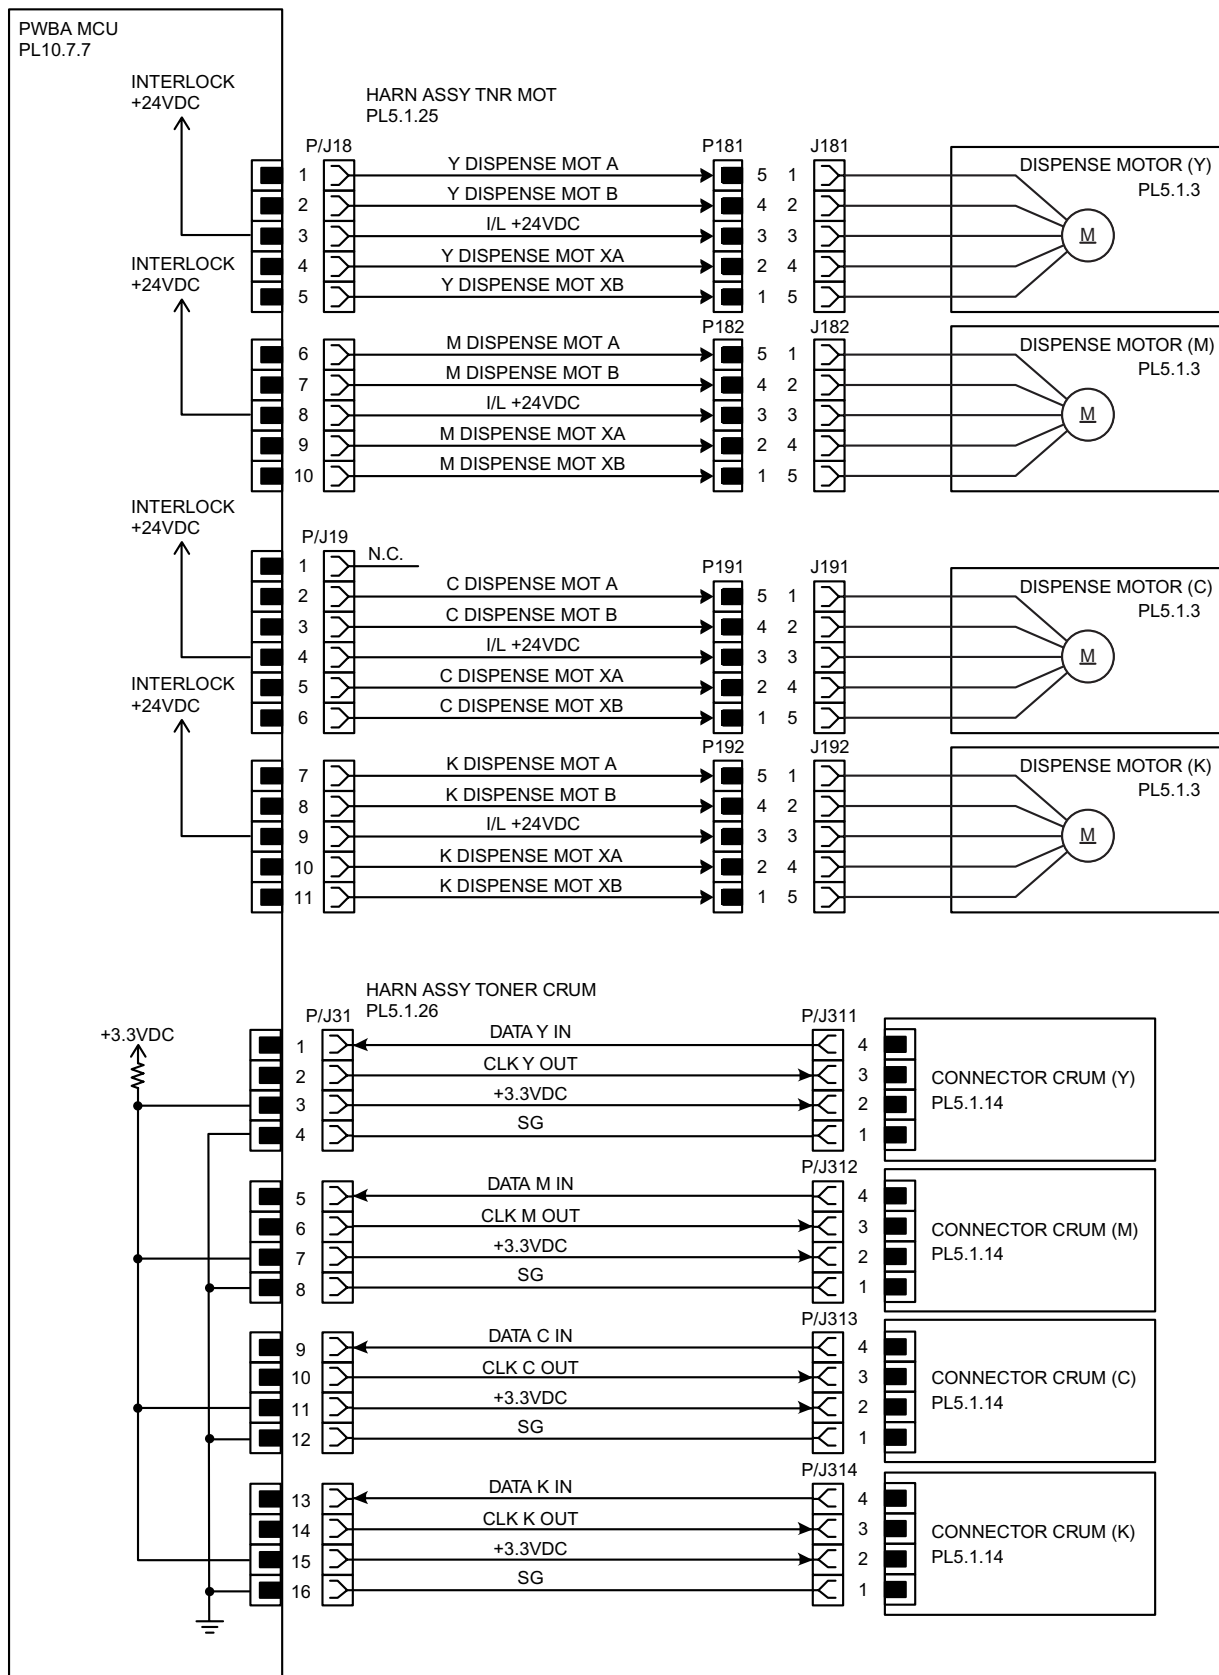 PWBA MCU
PL10.7.7
INTERLOCK
+24VDC
HARN ASSY TNR MOT
PL5.1.25
P/J18 P181 J181
1 Y DISPENSE MOT A 5 1 DISPENSE MOTOR (Y)
PL5.1.3
2 Y DISPENSE MOT B 4 2
3 I/L +24VDC 3 3 M
INTERLOCK
+24VDC
4 Y DISPENSE MOT XA 2 4
5 Y DISPENSE MOT XB 1 5
P182 J182
6 M DISPENSE MOT A 5 1 DISPENSE MOTOR (M)
PL5.1.3
7 M DISPENSE MOT B 4 2
8 I/L +24VDC 3 3 M
9 M DISPENSE MOT XA 2 4
10 M DISPENSE MOT XB 1 5
INTERLOCK
+24VDC
P/J19
1 N.C.
P191 J191
2 C DISPENSE MOT A 5 1 DISPENSE MOTOR (C)
PL5.1.3
3 C DISPENSE MOT B 4 2
4 I/L +24VDC 3 3 M
INTERLOCK
+24VDC
5 C DISPENSE MOT XA 2 4
6 C DISPENSE MOT XB 1 5
P192 J192
7 K DISPENSE MOT A 5 1 DISPENSE MOTOR (K)
PL5.1.3
8 K DISPENSE MOT B 4 2
9 I/L +24VDC 3 3 M
10 K DISPENSE MOT XA 2 4
11 K DISPENSE MOT XB 1 5
HARN ASSY TONER CRUM
PL5.1.26
P/J31 P/J311
+3.3VDC
1 DATA Y IN 4
2 CLK Y OUT 3 CONNECTOR CRUM (Y)
3 +3.3VDC 2 PL5.1.14
4 SG 1
P/J312
5 DATA M IN 4
6 CLK M OUT 3 CONNECTOR CRUM (M)
7 +3.3VDC 2 PL5.1.14
8 SG 1
P/J313
9 DATA C IN 4
10 CLK C OUT 3 CONNECTOR CRUM (C)
11 +3.3VDC 2 PL5.1.14
12 SG 1
P/J314
13 DATA K IN 4
14 CLK K OUT 3 CONNECTOR CRUM (K)
15 +3.3VDC 2 PL5.1.14
16 SG 1